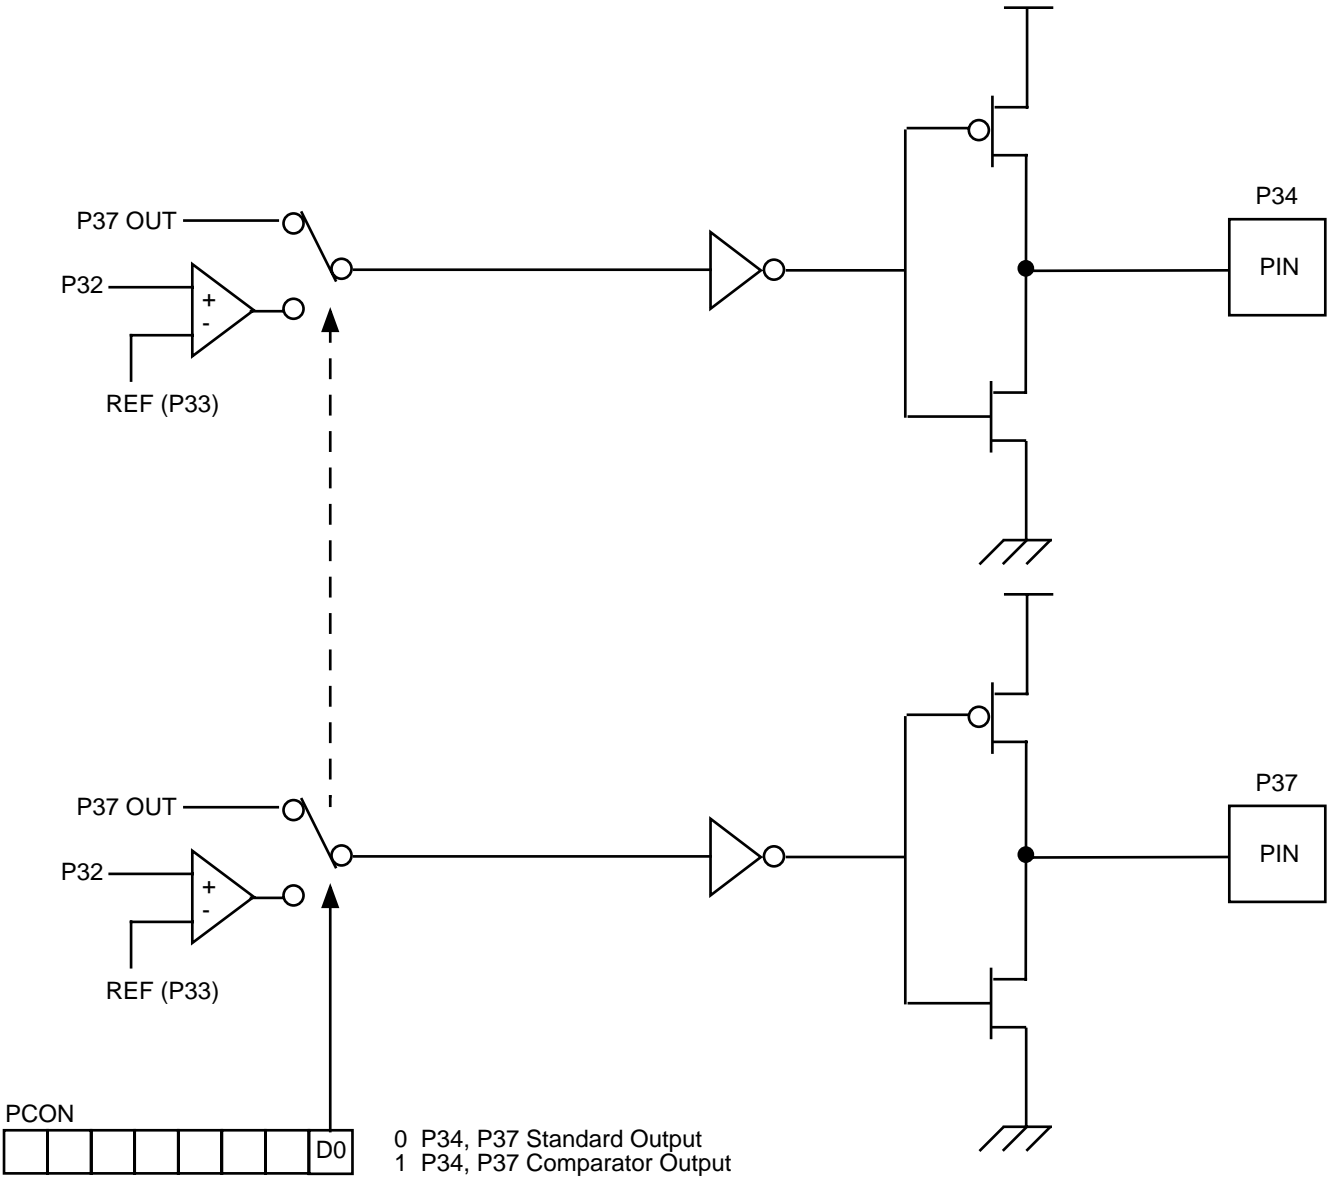 P34
P37 OUT
P32
+
-
PIN
REF (P33)
P37
P37 OUT
P32
+
-
PIN
REF (P33)
PCON
D0
0 P34, P37 Standard Output
1 P34, P37 Comparator Output